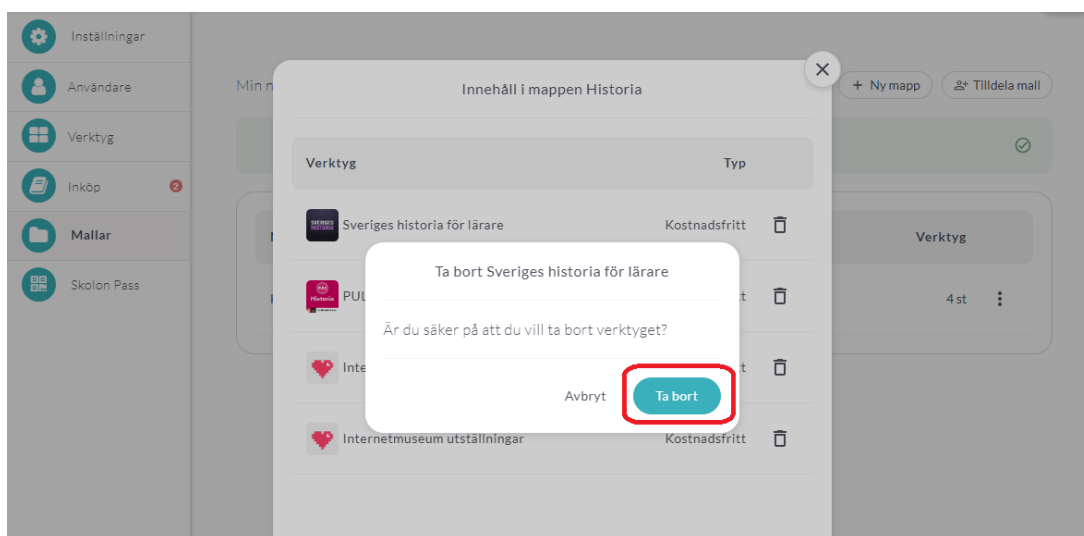 Inställningar
Användare
Verktyg
Inköp 2
Mallar
Skolon Pass
Min n
+ Ny mapp
Tilldela mall
Innehåll i mappen Historia
Verktyg Typ
Sveriges historia för lärare Kostnadsfritt
PUL
Inte
Internetmuseum utställningar Kostnadsfritt
Ta bort Sveriges historia för lärare
Är du säker på att du vill ta bort verktyget?
Avbryt Ta bort
Verktyg
4 st